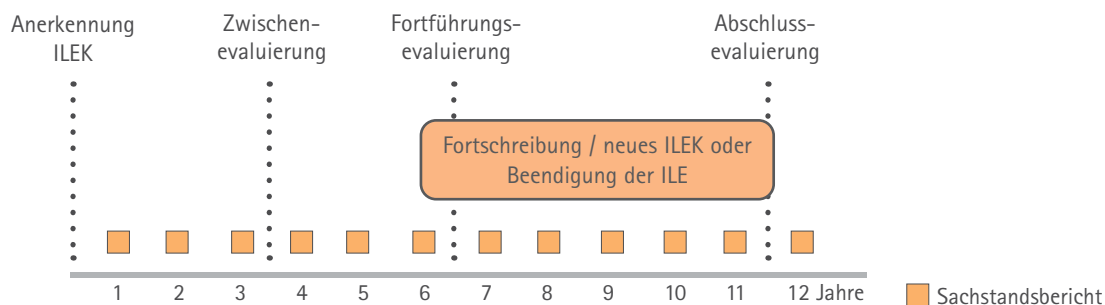 Anerkennung
ILEK
Zwischen-
evaluierung
Fortführungs-
evaluierung
Abschluss-
evaluierung
Fortschreibung / neues ILEK oder
Beendigung der ILE
1 2 3 4 5 6 7 8 9 10 11 12 Jahre
Sachstandsbericht